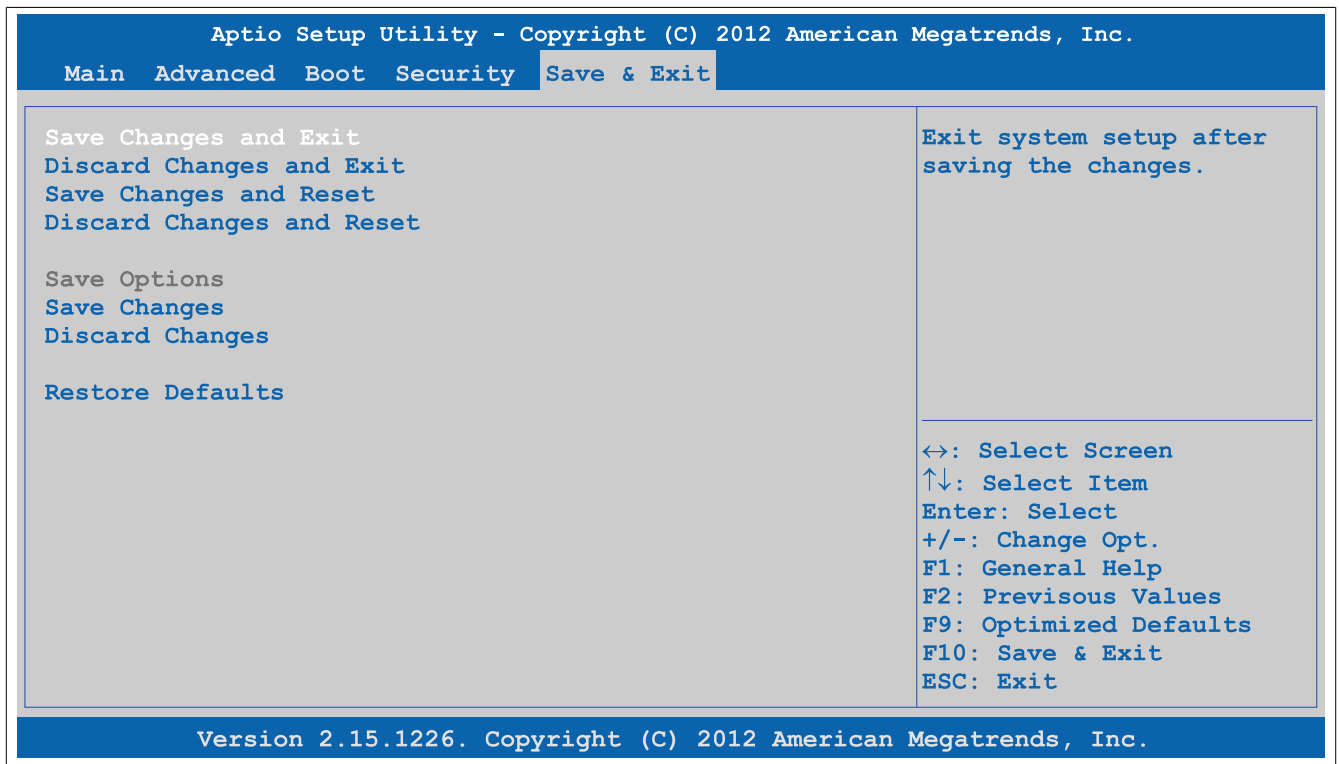 Aptio Setup Utility - Copyright (C) 2012 American Megatrends, Inc.
Main Advanced Boot Security Save & Exit
Save Changes and Exit
Discard Changes and Exit
Save Changes and Reset
Discard Changes and Reset
Save Options
Save Changes
Discard Changes
Restore Defaults
Exit system setup after
saving the changes.
↔: Select Screen
↑↓: Select Item
Enter: Select
+/-: Change Opt.
F1: General Help
F2: Previsous Values
F9: Optimized Defaults
F10: Save & Exit
ESC: Exit
Version 2.15.1226. Copyright (C) 2012 American Megatrends, Inc.